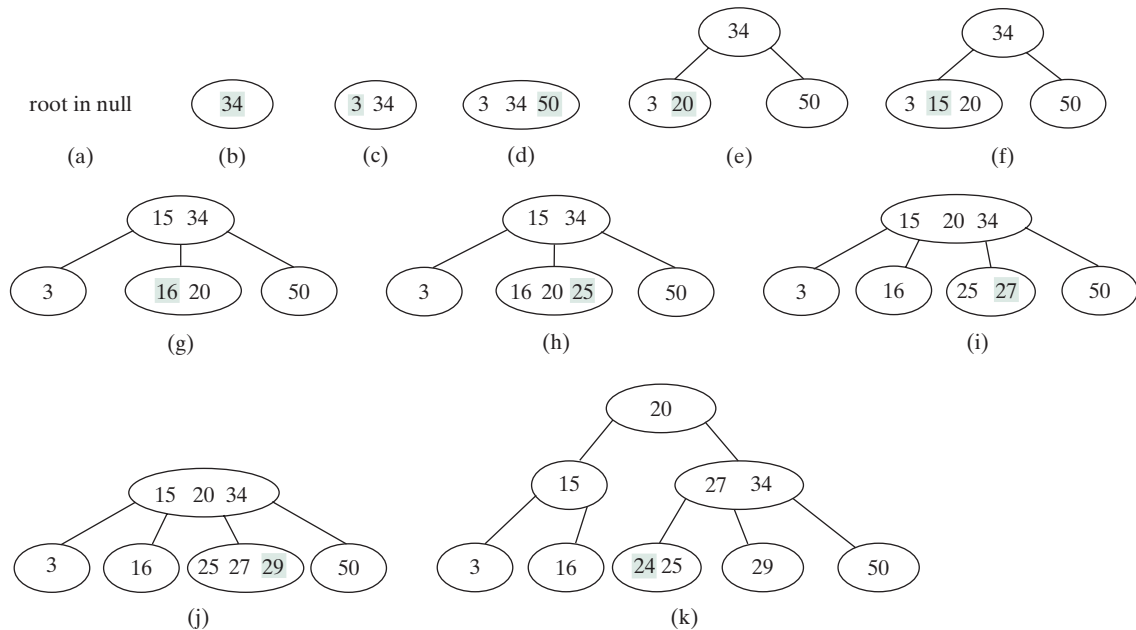 34
34
root in null
34
3 34
3 34 50
3 20
50
3 15 20
50
(a)
(b)
(c)
(d)
(e)
(f)
15 34
15 34
15 20 34
3
16 20
50
3
16 20 25
50
3
16
25 27
50
(g)
(h)
(i)
20
15 20 34
15
27 34
3
16
25 27 29
50
3
16
24 25
29
50
(j)
(k)